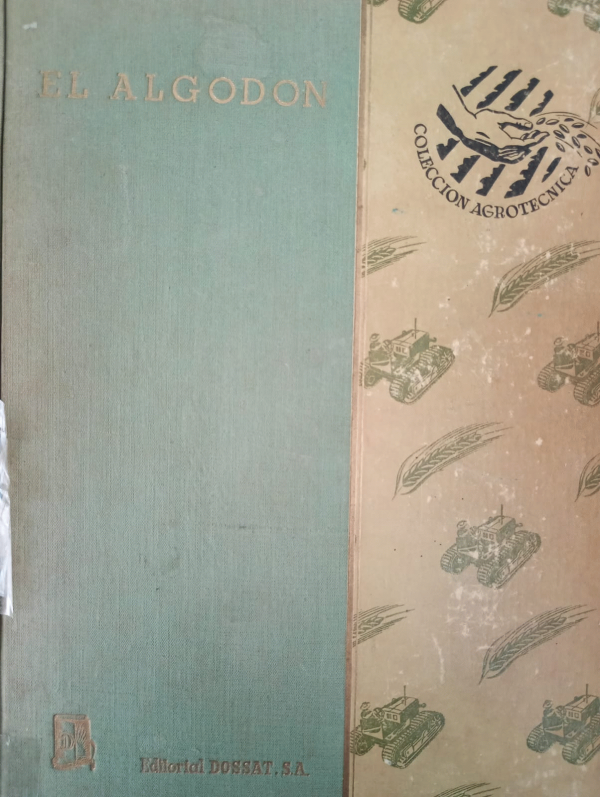 EL ALGODON
COLECCION AGROTECNICA
Editorial DOSSAT, S.A.